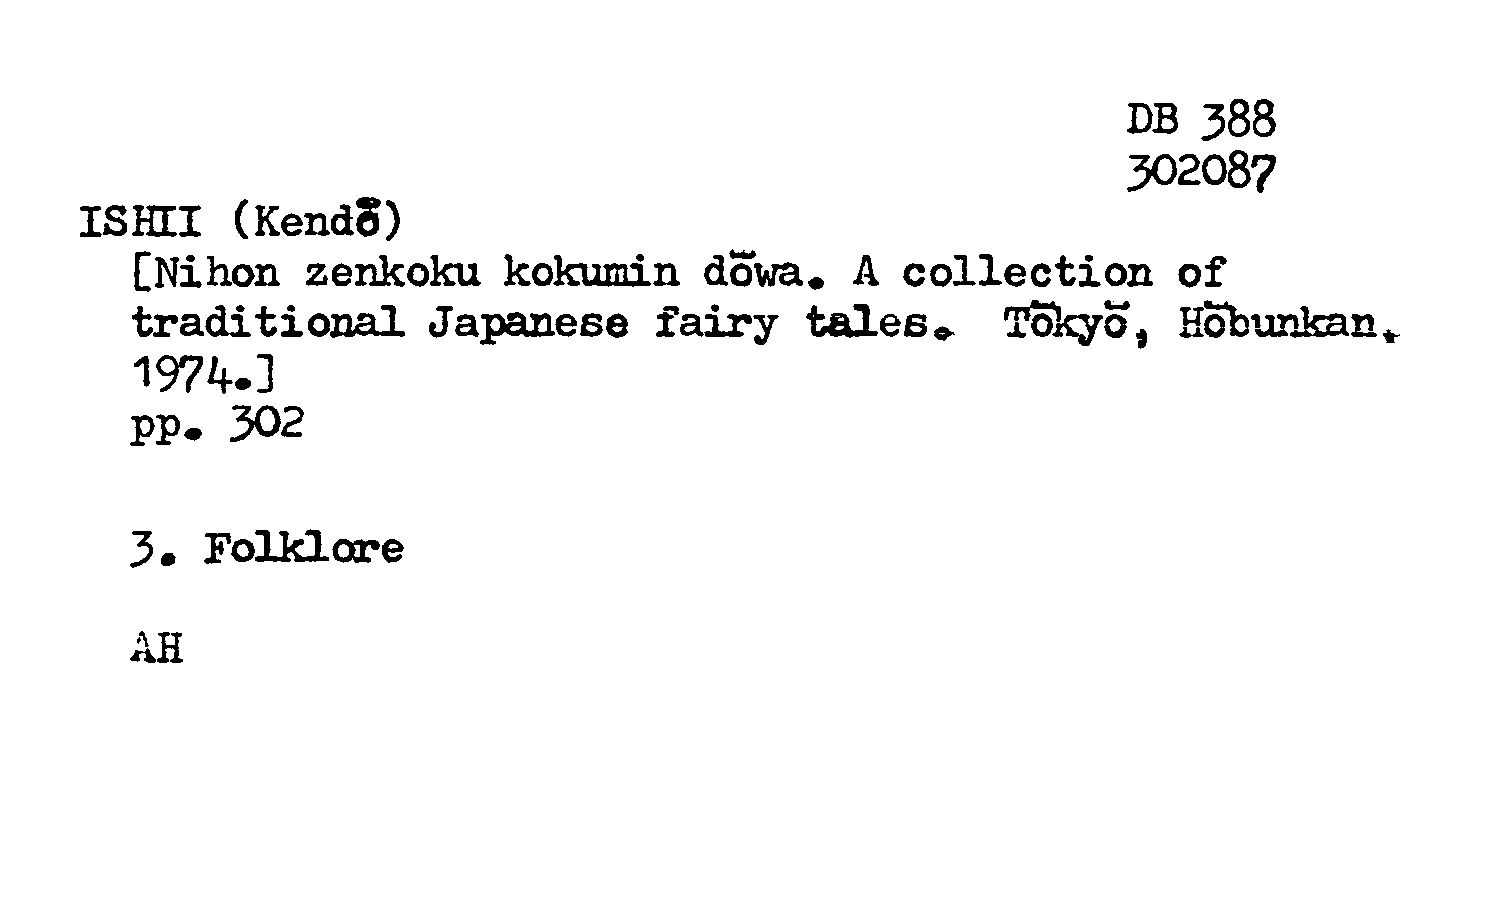 DB 388
302087
ISHII (Kendō)
[Nihon zenkoku kokumin dōwa. A collection of
traditional Japanese fairy tales. Tōkyō, Hōbunkan.
1974.]
pp. 302
3. Folklore
AH